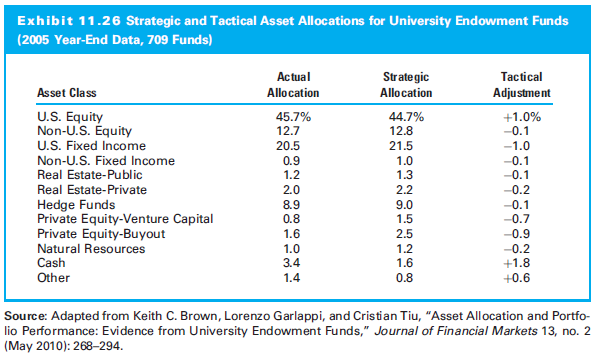 Exhibit 11.26 Strategic and Tactical Asset Allocations for University Endowment Funds
(2005 Year-End Data, 709 Funds)
Actual Strategic Tactical
Asset Class Allocation Allocation Adjustment
U.S. Equity 45.7% 44.7% +1.0%
Non-U.S. Equity 12.7 12.8 −0.1
U.S. Fixed Income 20.5 21.5 −1.0
Non-U.S. Fixed Income 0.9 1.0 −0.1
Real Estate-Public 1.2 1.3 −0.1
Real Estate-Private 2.0 2.2 −0.2
Hedge Funds 8.9 9.0 −0.1
Private Equity-Venture Capital 0.8 1.5 −0.7
Private Equity-Buyout 1.6 2.5 −0.9
Natural Resources 1.0 1.2 −0.2
Cash 3.4 1.6 +1.8
Other 1.4 0.8 +0.6
Source: Adapted from Keith C. Brown, Lorenzo Garlappi, and Cristian Tiu, “Asset Allocation and Portfo-
lio Performance: Evidence from University Endowment Funds,” Journal of Financial Markets 13, no. 2
(May 2010): 268–294.